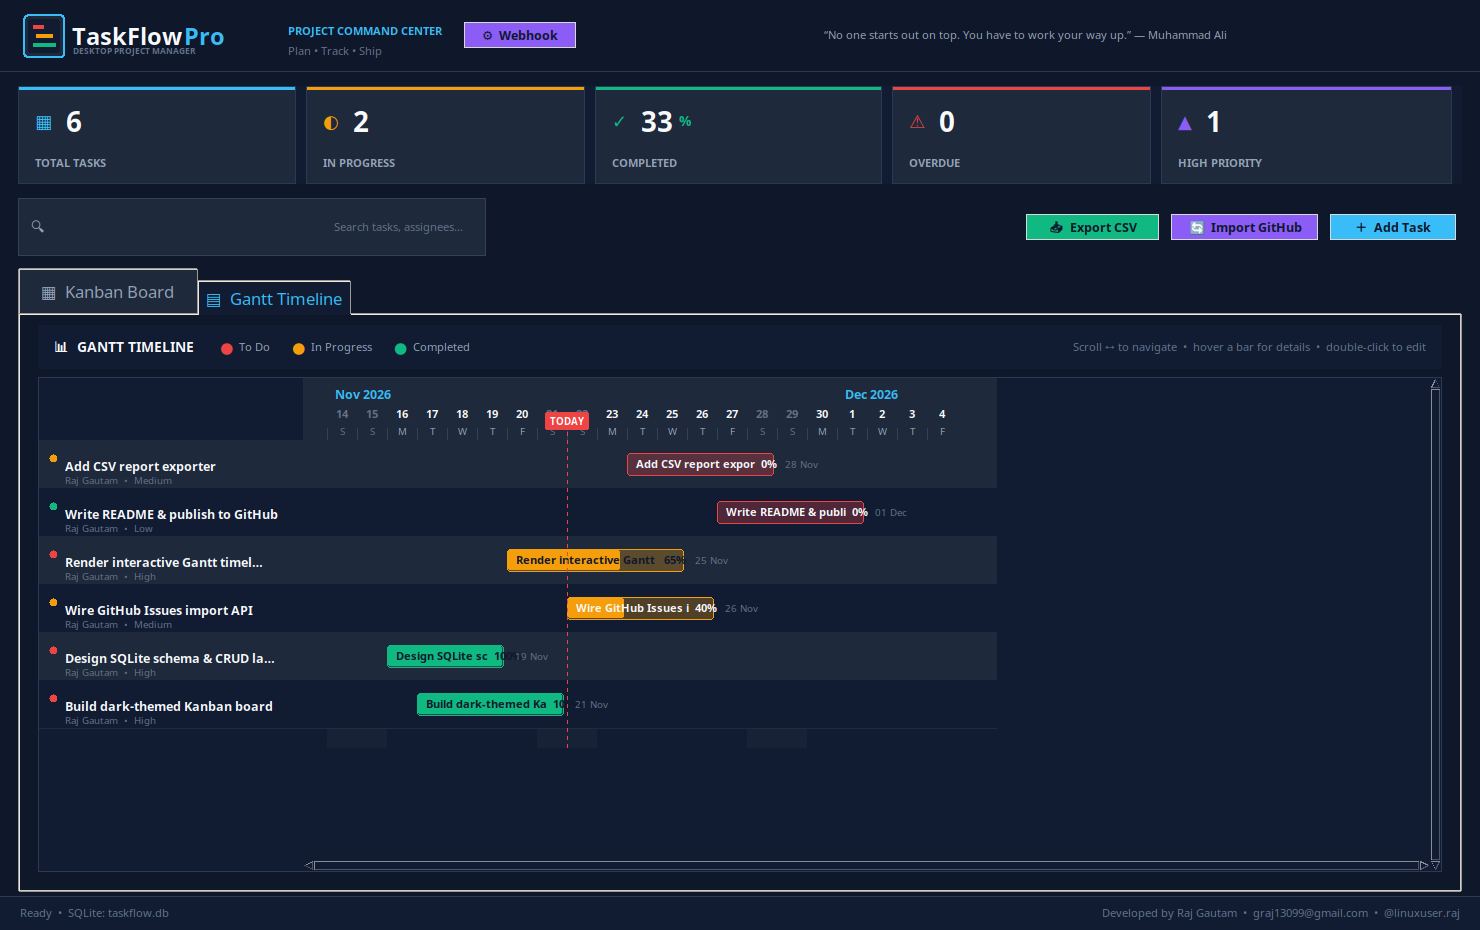 TaskFlowPro
DESKTOP PROJECT MANAGER
PROJECT COMMAND CENTER
Plan • Track • Ship
⚙ Webhook
“No one starts out on top. You have to work your way up.” — Muhammad Ali
6
TOTAL TASKS
2
IN PROGRESS
✓ 33 %
COMPLETED
⚠ 0
OVERDUE
▲ 1
HIGH PRIORITY
Search tasks, assignees...
Export CSV
Import GitHub
+ Add Task
Kanban Board
Gantt Timeline
GANTT TIMELINE
To Do
In Progress
Completed
Scroll ↔ to navigate • hover a bar for details • double-click to edit
Nov 2026 Dec 2026
14 15 16 17 18 19 20 23 24 25 26 27 28 29 30 1 2 3 4
TODAY
S S M T W T F S S M T W T F S S M T W T F
Add CSV report exporter
Raj Gautam • Medium
Add CSV report expor 0% 28 Nov
Write README & publish to GitHub
Raj Gautam • Low
Write README & publi 0% 01 Dec
Render interactive Gantt timel...
Raj Gautam • High
Render interactive Gantt 65% 25 Nov
Wire GitHub Issues import API
Raj Gautam • Medium
Wire GitHub Issues i 40% 26 Nov
Design SQLite schema & CRUD la...
Raj Gautam • High
Design SQLite sc 100% 19 Nov
Build dark-themed Kanban board
Raj Gautam • High
Build dark-themed Ka 10 21 Nov
Ready • SQLite: taskflow.db
Developed by Raj Gautam • graj13099@gmail.com • @linuxuser.raj